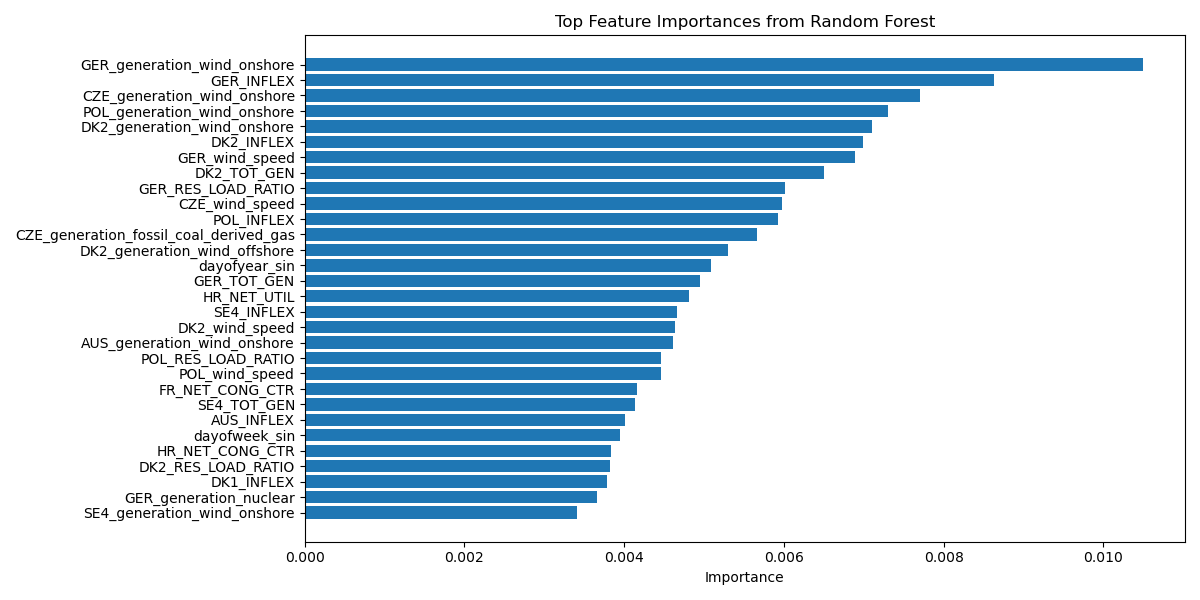 Top Feature Importances from Random Forest
GER_generation_wind_onshore
GER_INFLEX
CZE_generation_wind_onshore
POL_generation_wind_onshore
DK2_generation_wind_onshore
DK2_INFLEX
GER_wind_speed
DK2_TOT_GEN
GER_RES_LOAD_RATIO
CZE_wind_speed
POL_INFLEX
CZE_generation_fossil_coal_derived_gas
DK2_generation_wind_offshore
dayofyear_sin
GER_TOT_GEN
HR_NET_UTIL
SE4_INFLEX
DK2_wind_speed
AUS_generation_wind_onshore
POL_RES_LOAD_RATIO
POL_wind_speed
FR_NET_CONG_CTR
SE4_TOT_GEN
AUS_INFLEX
dayofweek_sin
HR_NET_CONG_CTR
DK2_RES_LOAD_RATIO
DK1_INFLEX
GER_generation_nuclear
SE4_generation_wind_onshore
0.000 0.002 0.004 0.006 0.008 0.010
Importance